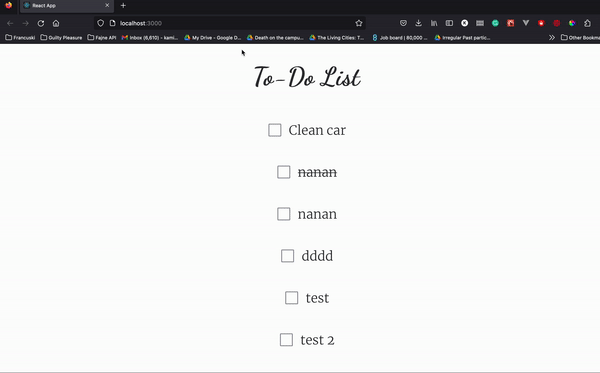 React App
localhost:3000
Francuski
Guilty Pleasure
Fajne API
Inbox (6,610) – kami...
My Drive - Google D...
Death on the campu...
The Living Cities: T...
Job board | 80,000 ...
Irregular Past partic...
Other Bookma
To-Do List
Clean car
nanan
nanan
dddd
test
test 2